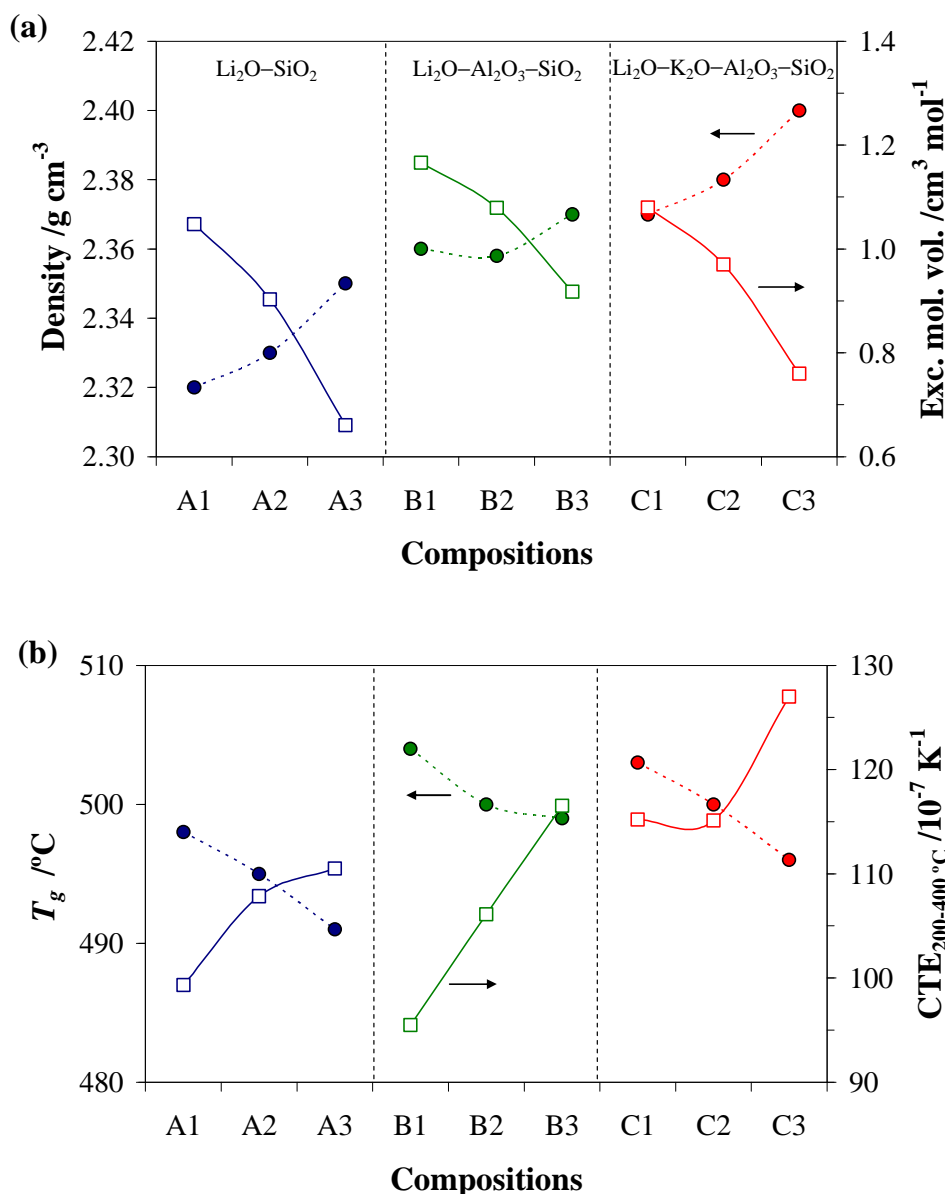 (a)
2.42
2.40
2.38
2.36
2.34
2.32
2.30
Density /g cm⁻³
Li₂O–SiO₂
Li₂O–Al₂O₃–SiO₂
Li₂O–K₂O–Al₂O₃–SiO₂
1.4
1.2
1.0
0.8
0.6
Exc. mol. vol. /cm³ mol⁻¹
A1 A2 A3 B1 B2 B3 C1 C2 C3
Compositions
(b)
510
500
490
480
T_g /ºC
130
120
110
100
90
CTE₂₀₀₋₄₀₀ ºC /10⁻⁷ K⁻¹
A1 A2 A3 B1 B2 B3 C1 C2 C3
Compositions